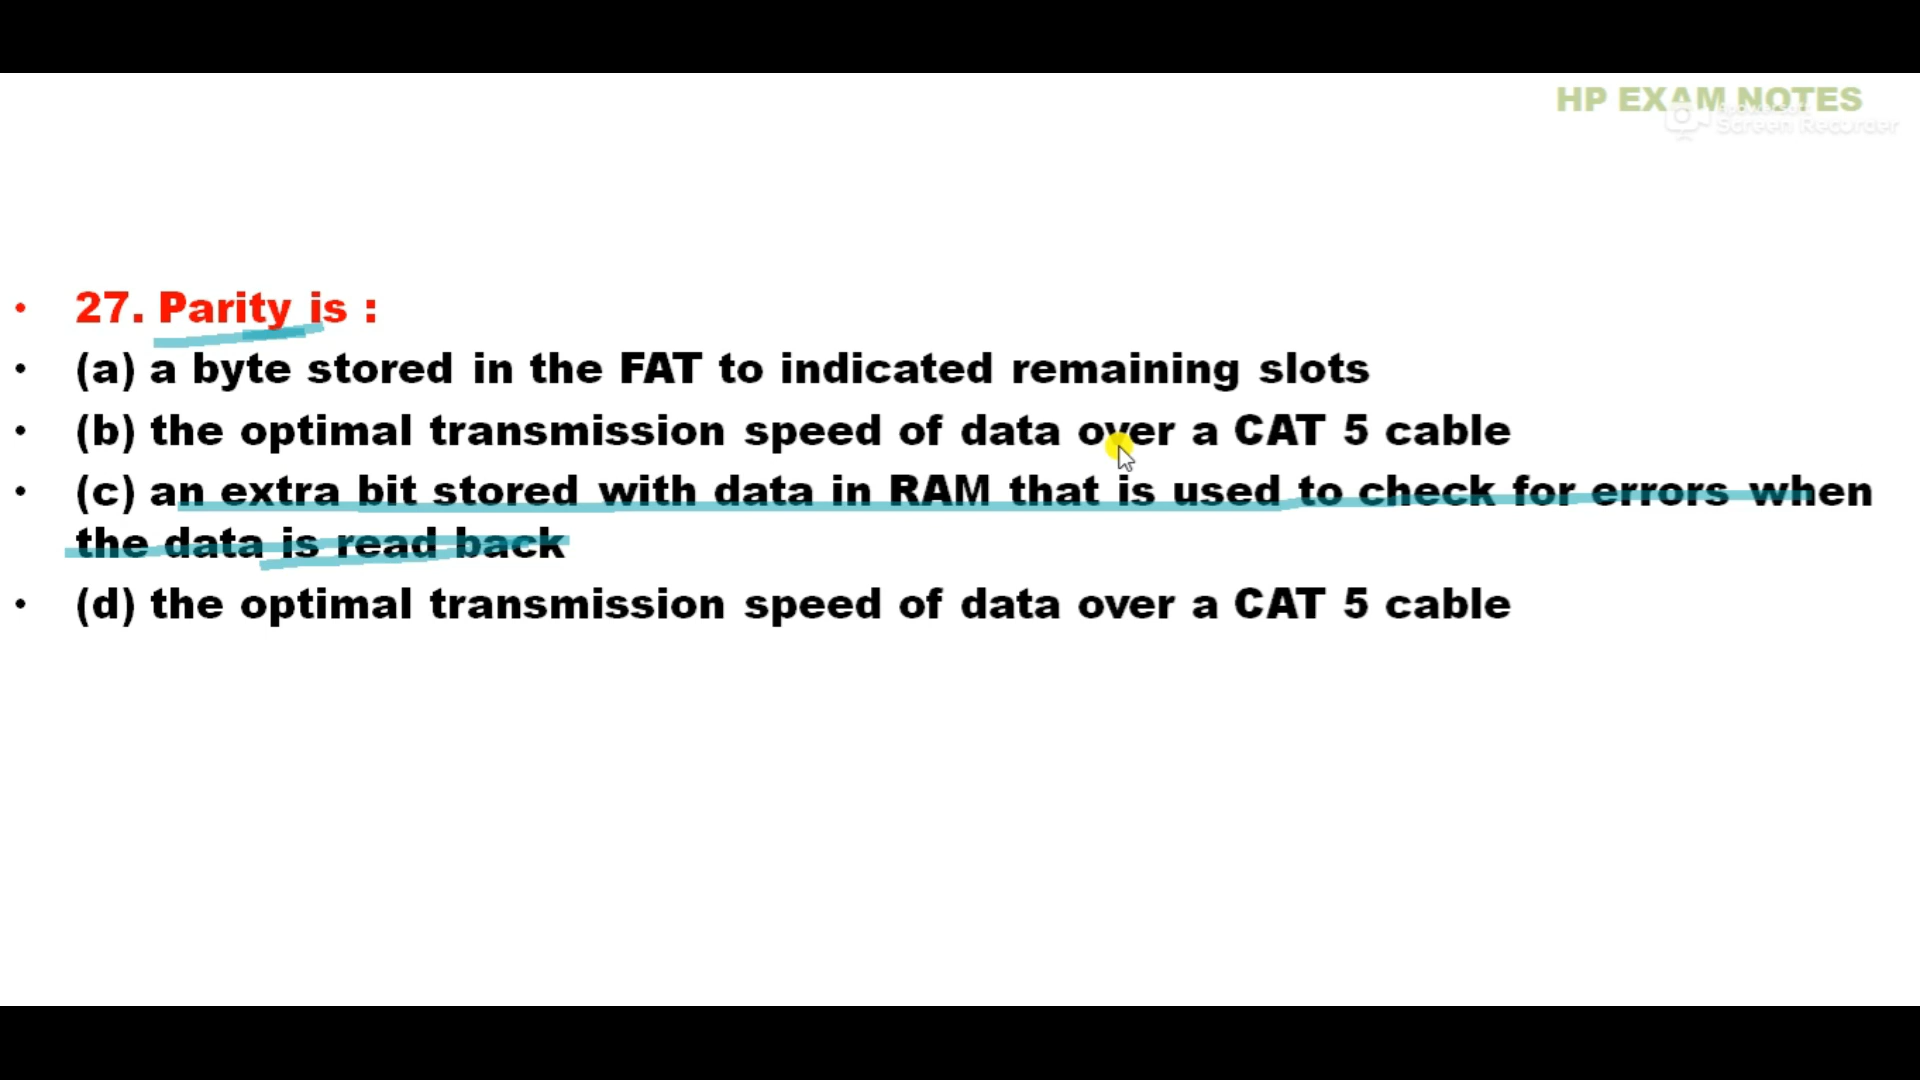 HP EXAM NOTES
Screen Recorder
• 27. Parity is :
• (a) a byte stored in the FAT to indicated remaining slots
• (b) the optimal transmission speed of data over a CAT 5 cable
• (c) an extra bit stored with data in RAM that is used to check for errors when
the data is read back
• (d) the optimal transmission speed of data over a CAT 5 cable